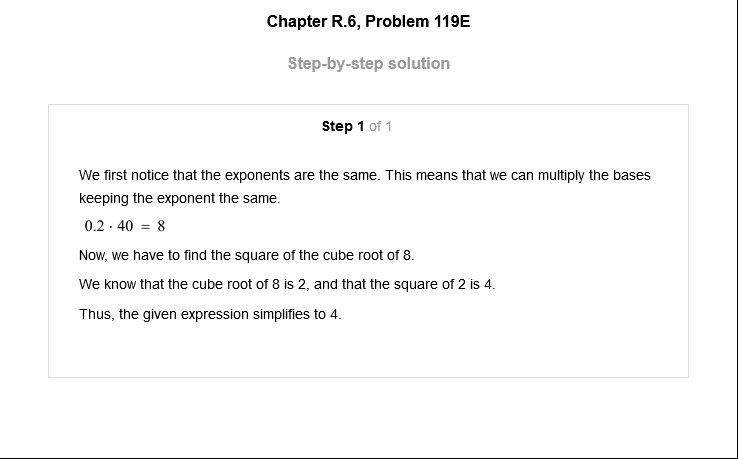 Chapter R.6, Problem 119E
Step-by-step solution
Step 1 of 1
We first notice that the exponents are the same. This means that we can multiply the bases
keeping the exponent the same.
0.2 · 40 = 8
Now, we have to find the square of the cube root of 8.
We know that the cube root of 8 is 2, and that the square of 2 is 4.
Thus, the given expression simplifies to 4.